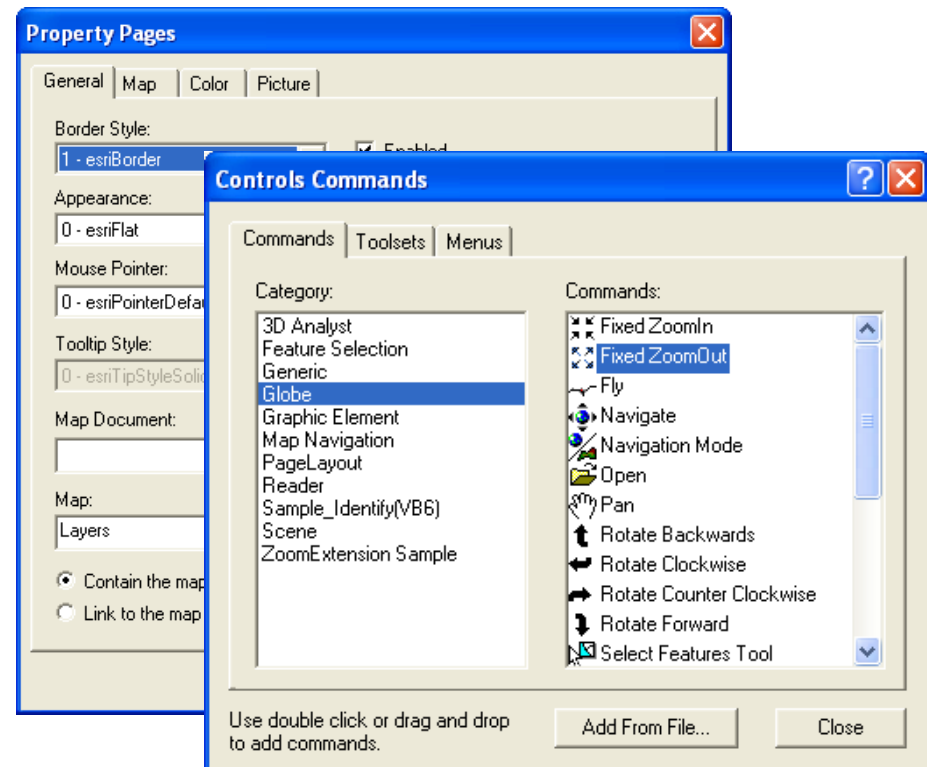 Property Pages
General Map Color Picture
Border Style:
1 - esriBorder
Enabled
Appearance:
0 - esriFlat
Mouse Pointer:
Tooltip Style:
Map Document:
Map:
Layers
Contain the map
Link to the map
Controls Commands
Commands Toolsets Menus
Category:
3D Analyst
Feature Selection
Generic
Globe
Graphic Element
Map Navigation
PageLayout
Reader
Sample_Identify(VB6)
Scene
ZoomExtension Sample
Commands:
Fixed ZoomIn
Fixed ZoomOut
Fly
Navigate
Navigation Mode
Open
Pan
Rotate Backwards
Rotate Clockwise
Rotate Counter Clockwise
Rotate Forward
Select Features Tool
Use double click or drag and drop
to add commands.
Add From File...
Close